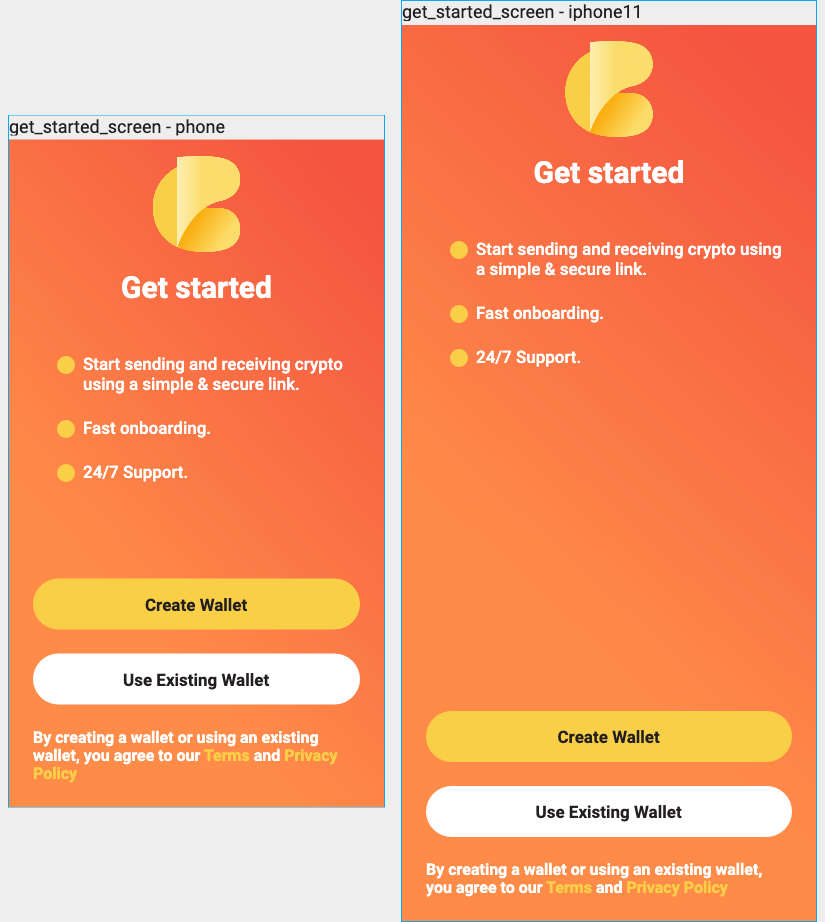 get_started_screen - phone
Get started
Start sending and receiving crypto
using a simple & secure link.
Fast onboarding.
24/7 Support.
Create Wallet
Use Existing Wallet
By creating a wallet or using an existing
wallet, you agree to our Terms and Privacy
Policy
get_started_screen - iphone11
Get started
Start sending and receiving crypto using
a simple & secure link.
Fast onboarding.
24/7 Support.
Create Wallet
Use Existing Wallet
By creating a wallet or using an existing wallet,
you agree to our Terms and Privacy Policy